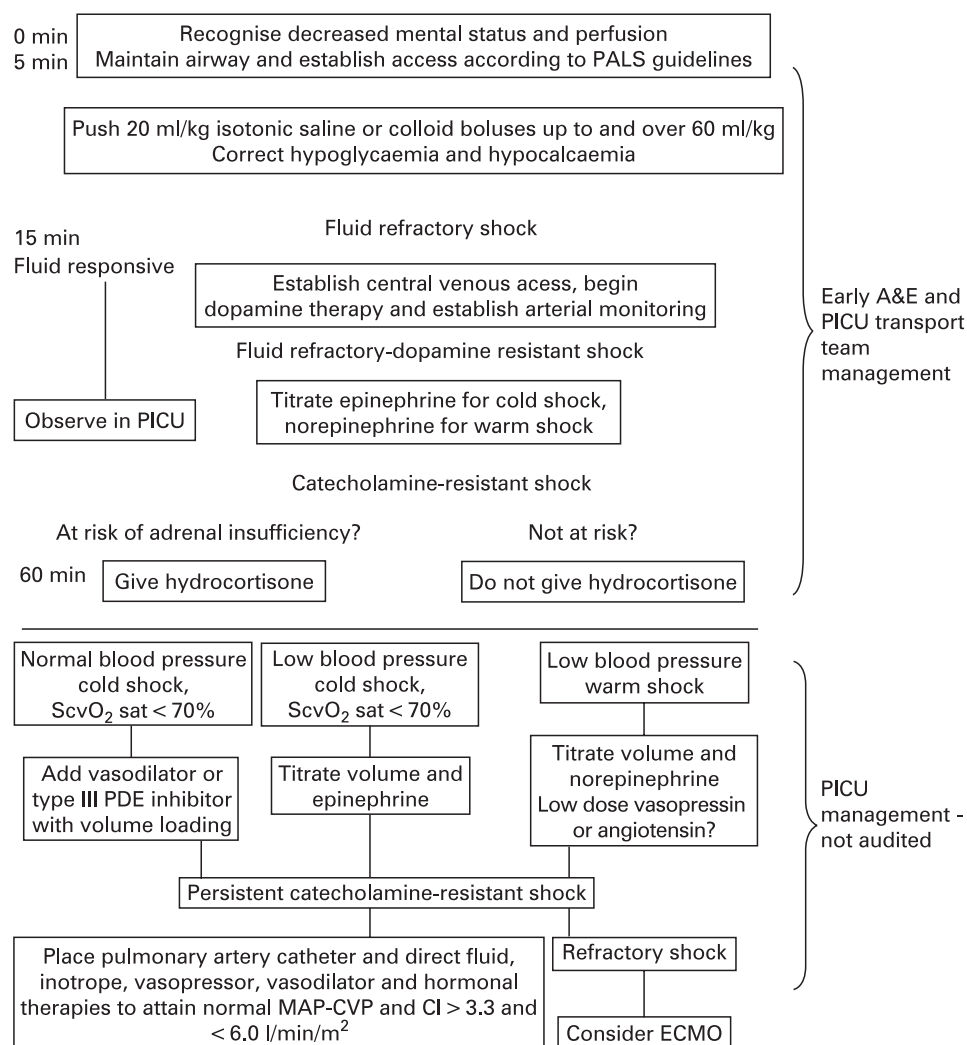 0 min
5 min
Recognise decreased mental status and perfusion
Maintain airway and establish access according to PALS guidelines
Push 20 ml/kg isotonic saline or colloid boluses up to and over 60 ml/kg
Correct hypoglycaemia and hypocalcaemia
15 min
Fluid responsive
Fluid refractory shock
Establish central venous acess, begin
dopamine therapy and establish arterial monitoring
Fluid refractory-dopamine resistant shock
Observe in PICU
Titrate epinephrine for cold shock,
norepinephrine for warm shock
Catecholamine-resistant shock
At risk of adrenal insufficiency?
Not at risk?
60 min
Give hydrocortisone
Do not give hydrocortisone
Early A&E and
PICU transport
team
management
Normal blood pressure
cold shock,
ScvO₂ sat < 70%
Low blood pressure
cold shock,
ScvO₂ sat < 70%
Low blood pressure
warm shock
Add vasodilator or
type III PDE inhibitor
with volume loading
Titrate volume and
epinephrine
Titrate volume and
norepinephrine
Low dose vasopressin
or angiotensin?
Persistent catecholamine-resistant shock
Place pulmonary artery catheter and direct fluid,
inotrope, vasopressor, vasodilator and hormonal
therapies to attain normal MAP-CVP and CI > 3.3 and
< 6.0 l/min/m²
Refractory shock
Consider ECMO
PICU
management -
not audited